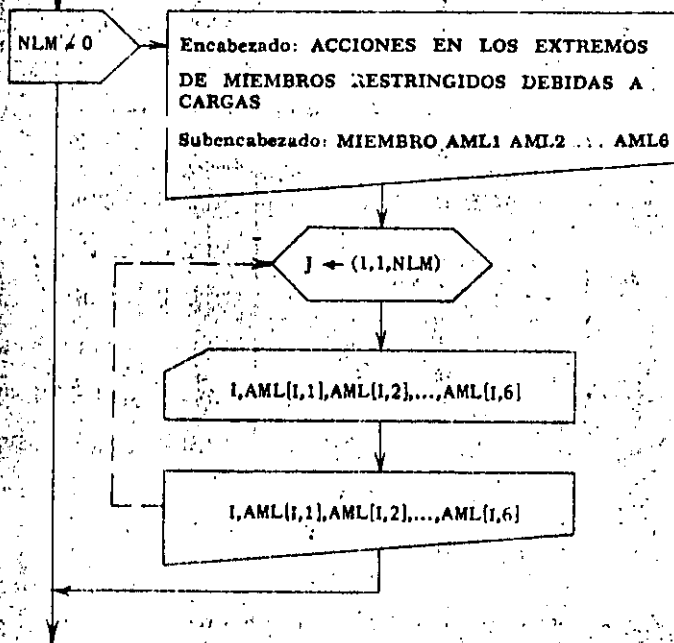 NLM ≠ 0
Encabezado: ACCIONES EN LOS EXTREMOS
DE MIEMBROS RESTRINGIDOS DEBIDAS A
CARGAS
Subencabezado: MIEMBRO AML1 AML2 ... AML6
J ← (1,1,NLM)
I,AML[I,1],AML[I,2],...,AML[I,6]
I,AML[I,1],AML[I,2],...,AML[I,6]